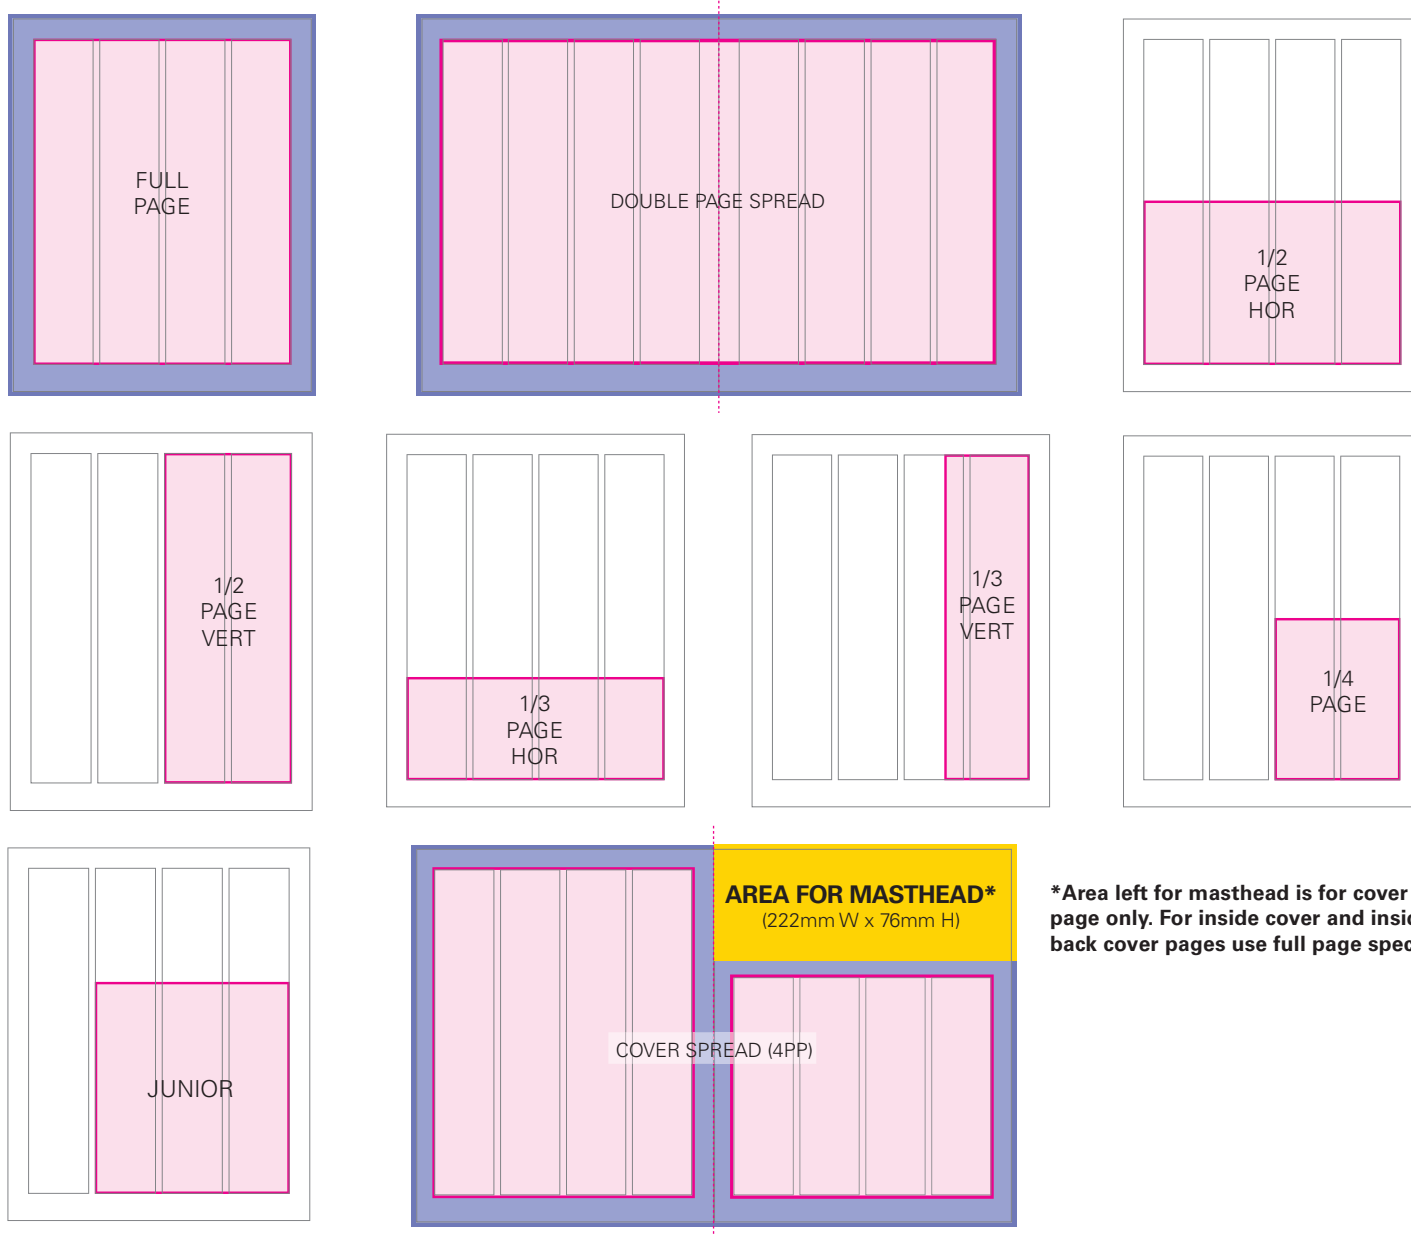 FULL
PAGE
DOUBLE PAGE SPREAD
1/2
PAGE
HOR
1/2
PAGE
VERT
1/3
PAGE
HOR
1/3
PAGE
VERT
1/4
PAGE
JUNIOR
AREA FOR MASTHEAD*
(222mm W x 76mm H)
COVER SPREAD (4PP)
*Area left for masthead is for cover
page only. For inside cover and
back cover pages use full page